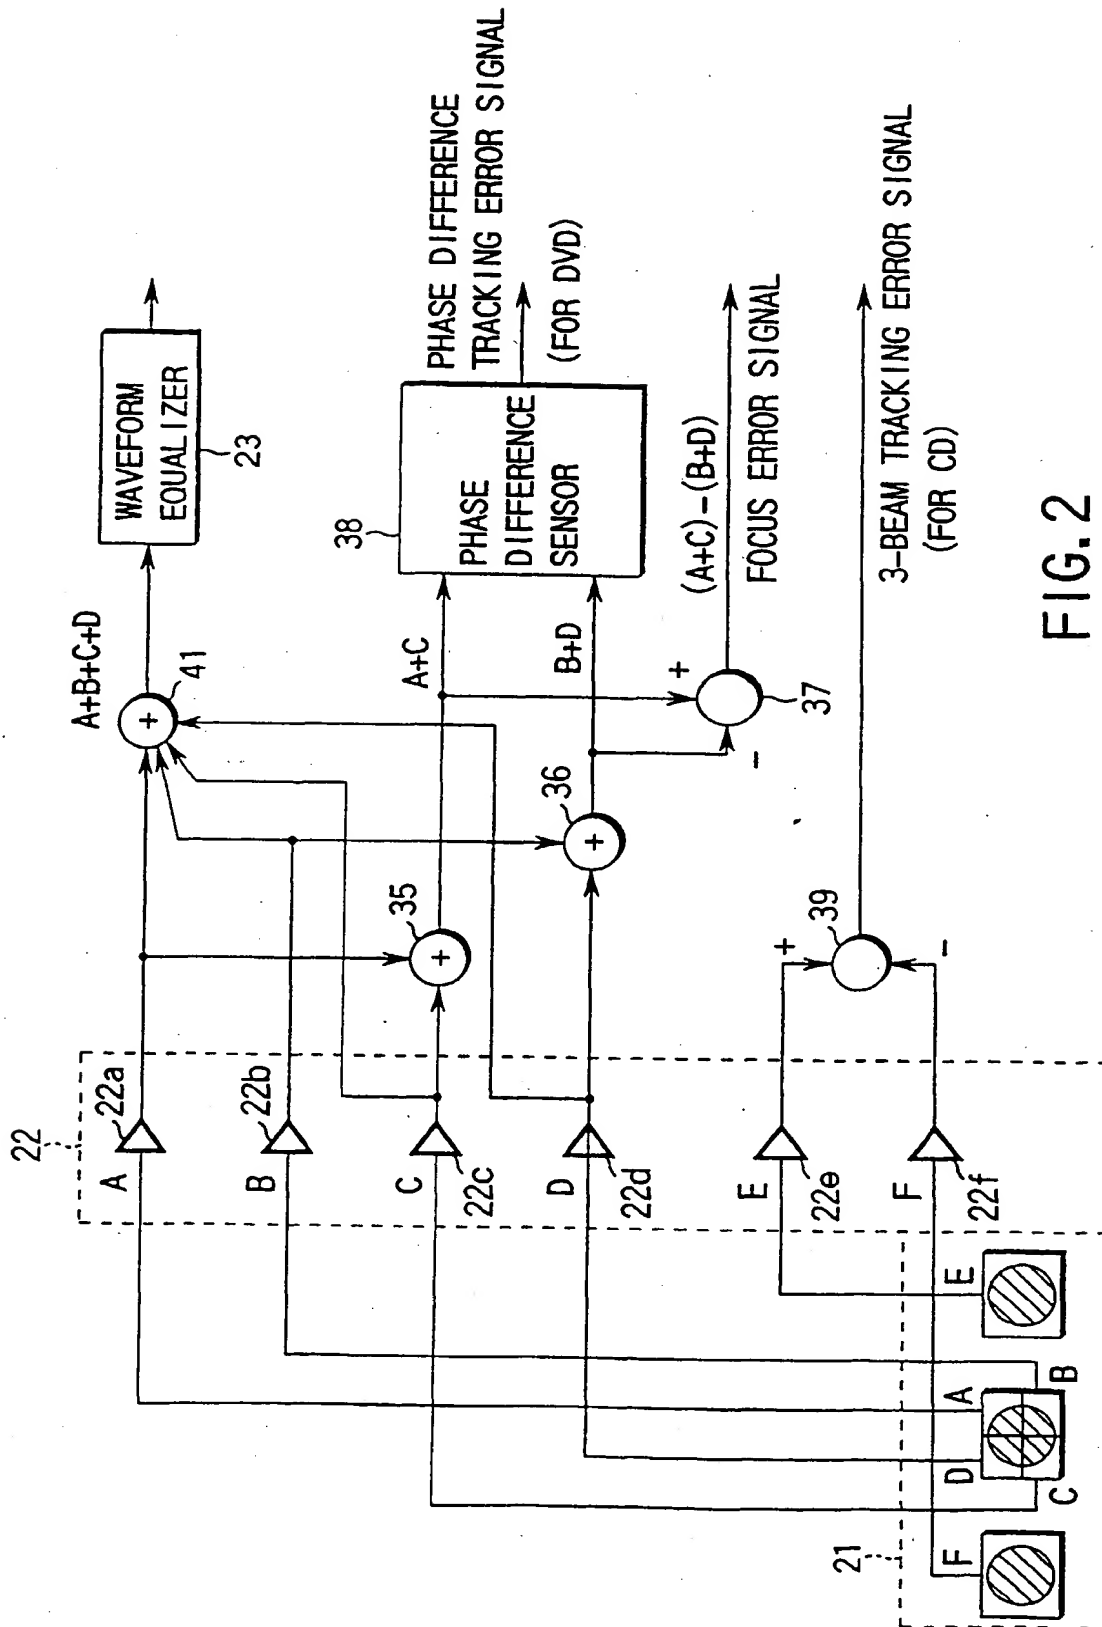 22
A
22a
B
22b
C
22c
D
22d
E
22e
F
22f
A+B+C+D
41
WAVEFORM
EQUALIZER
23
35
A+C
36
B+D
38
PHASE
DIFFERENCE
SENSOR
PHASE DIFFERENCE
TRACKING ERROR SIGNAL
(FOR DVD)
+
-
37
(A+C)-(B+D)
FOCUS ERROR SIGNAL
+
-
39
3-BEAM TRACKING ERROR SIGNAL
(FOR CD)
+
+
+
21
F
D
A
C
B
E
FIG.2